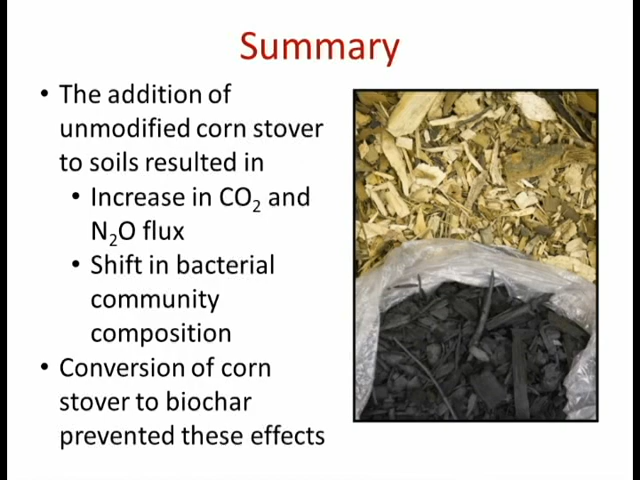 Summary
• The addition of
unmodified corn stover
to soils resulted in
• Increase in CO₂ and
N₂O flux
• Shift in bacterial
community
composition
• Conversion of corn
stover to biochar
prevented these effects